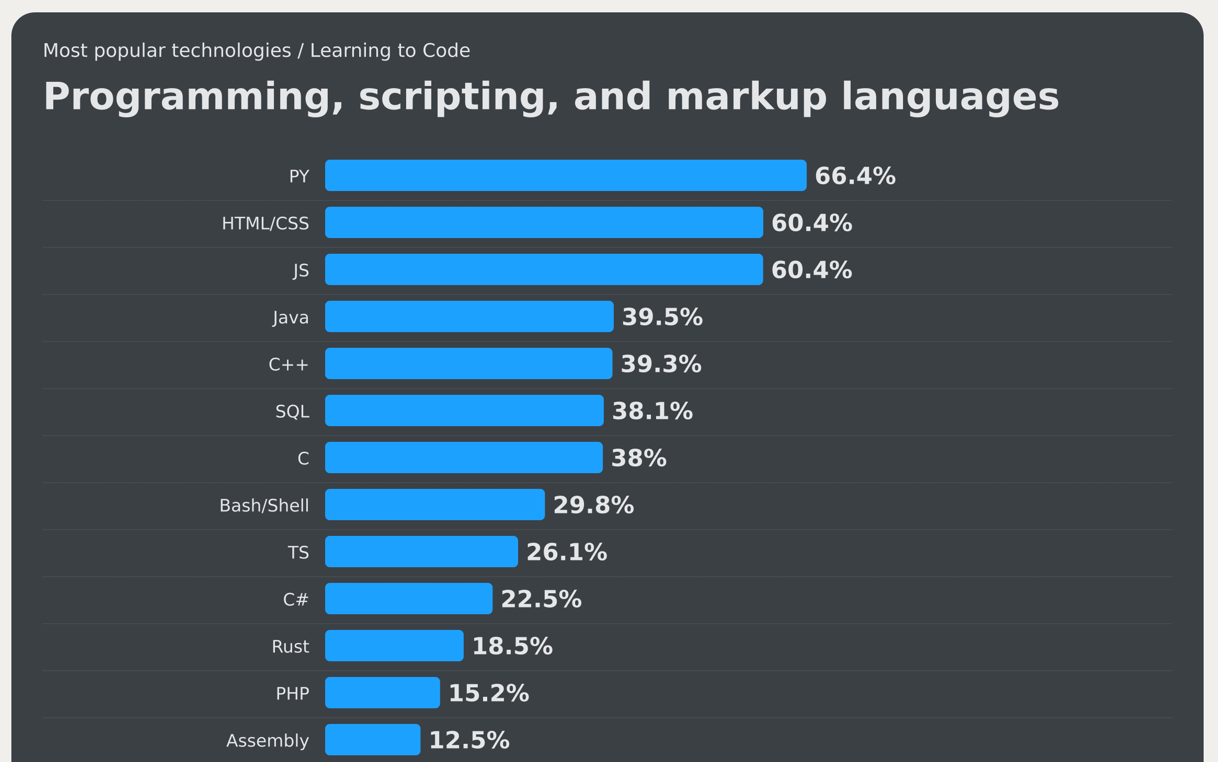 Most popular technologies / Learning to Code
Programming, scripting, and markup languages
PY 66.4%
HTML/CSS 60.4%
JS 60.4%
Java 39.5%
C++ 39.3%
SQL 38.1%
C 38%
Bash/Shell 29.8%
TS 26.1%
C# 22.5%
Rust 18.5%
PHP 15.2%
Assembly 12.5%